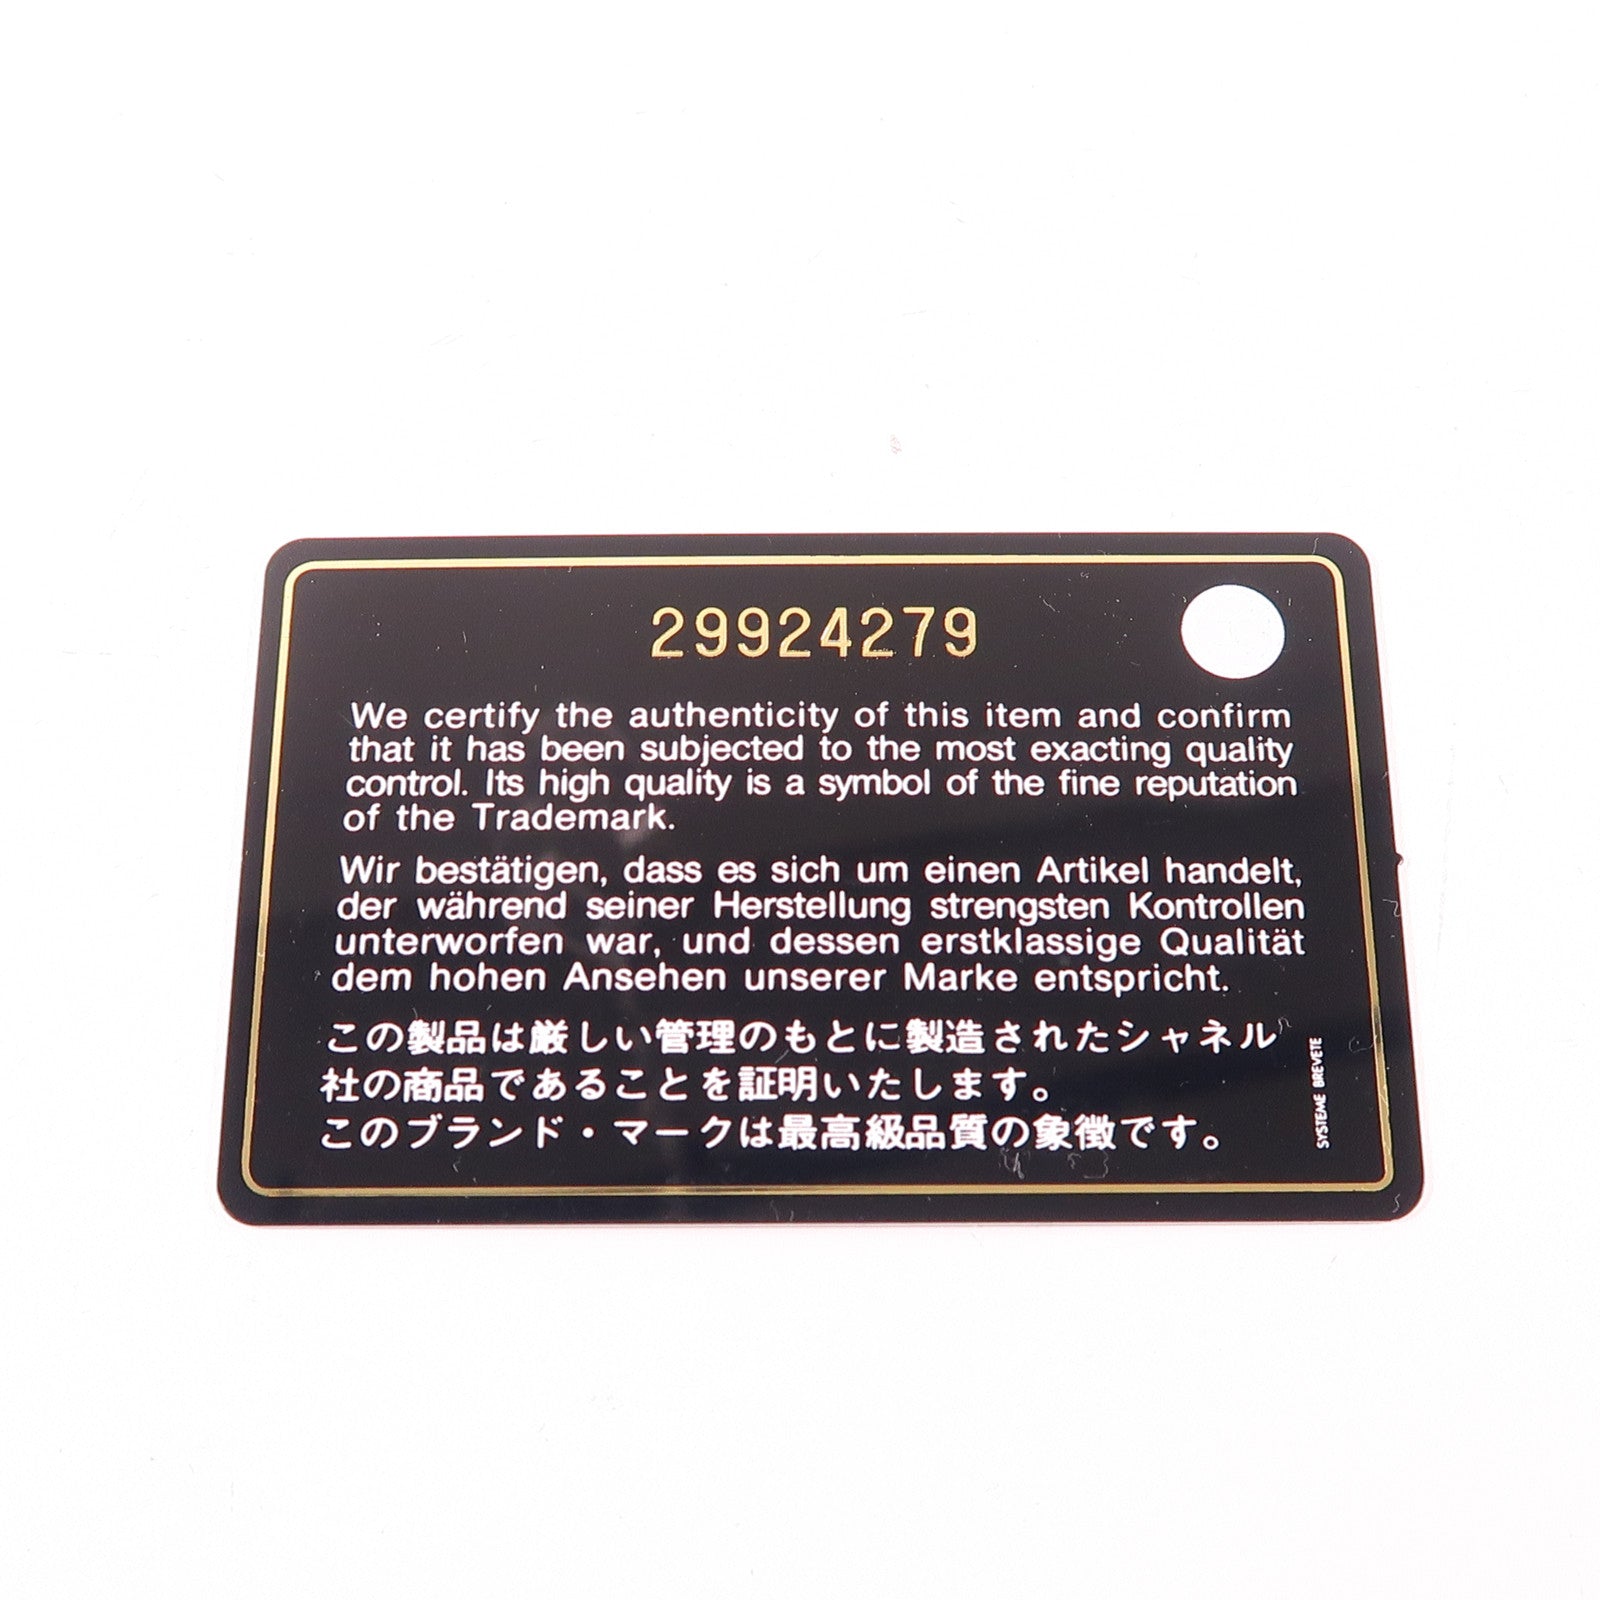 29924279
We certify the authenticity of this item and confirm
that it has been subjected to the most exacting quality
control. Its high quality is a symbol of the fine reputation
of the Trademark.
Wir bestätigen, dass es sich um einen Artikel handelt,
der während seiner Herstellung strengsten Kontrollen
unterworfen war, und dessen erstklassige Qualität
dem hohen Ansehen unserer Marke entspricht.
この製品は厳しい管理のもとに製造されたシャネル
社の商品であることを証明いたします。
このブランド・マークは最高級品質の象徴です。
SYSTEME BREVETE